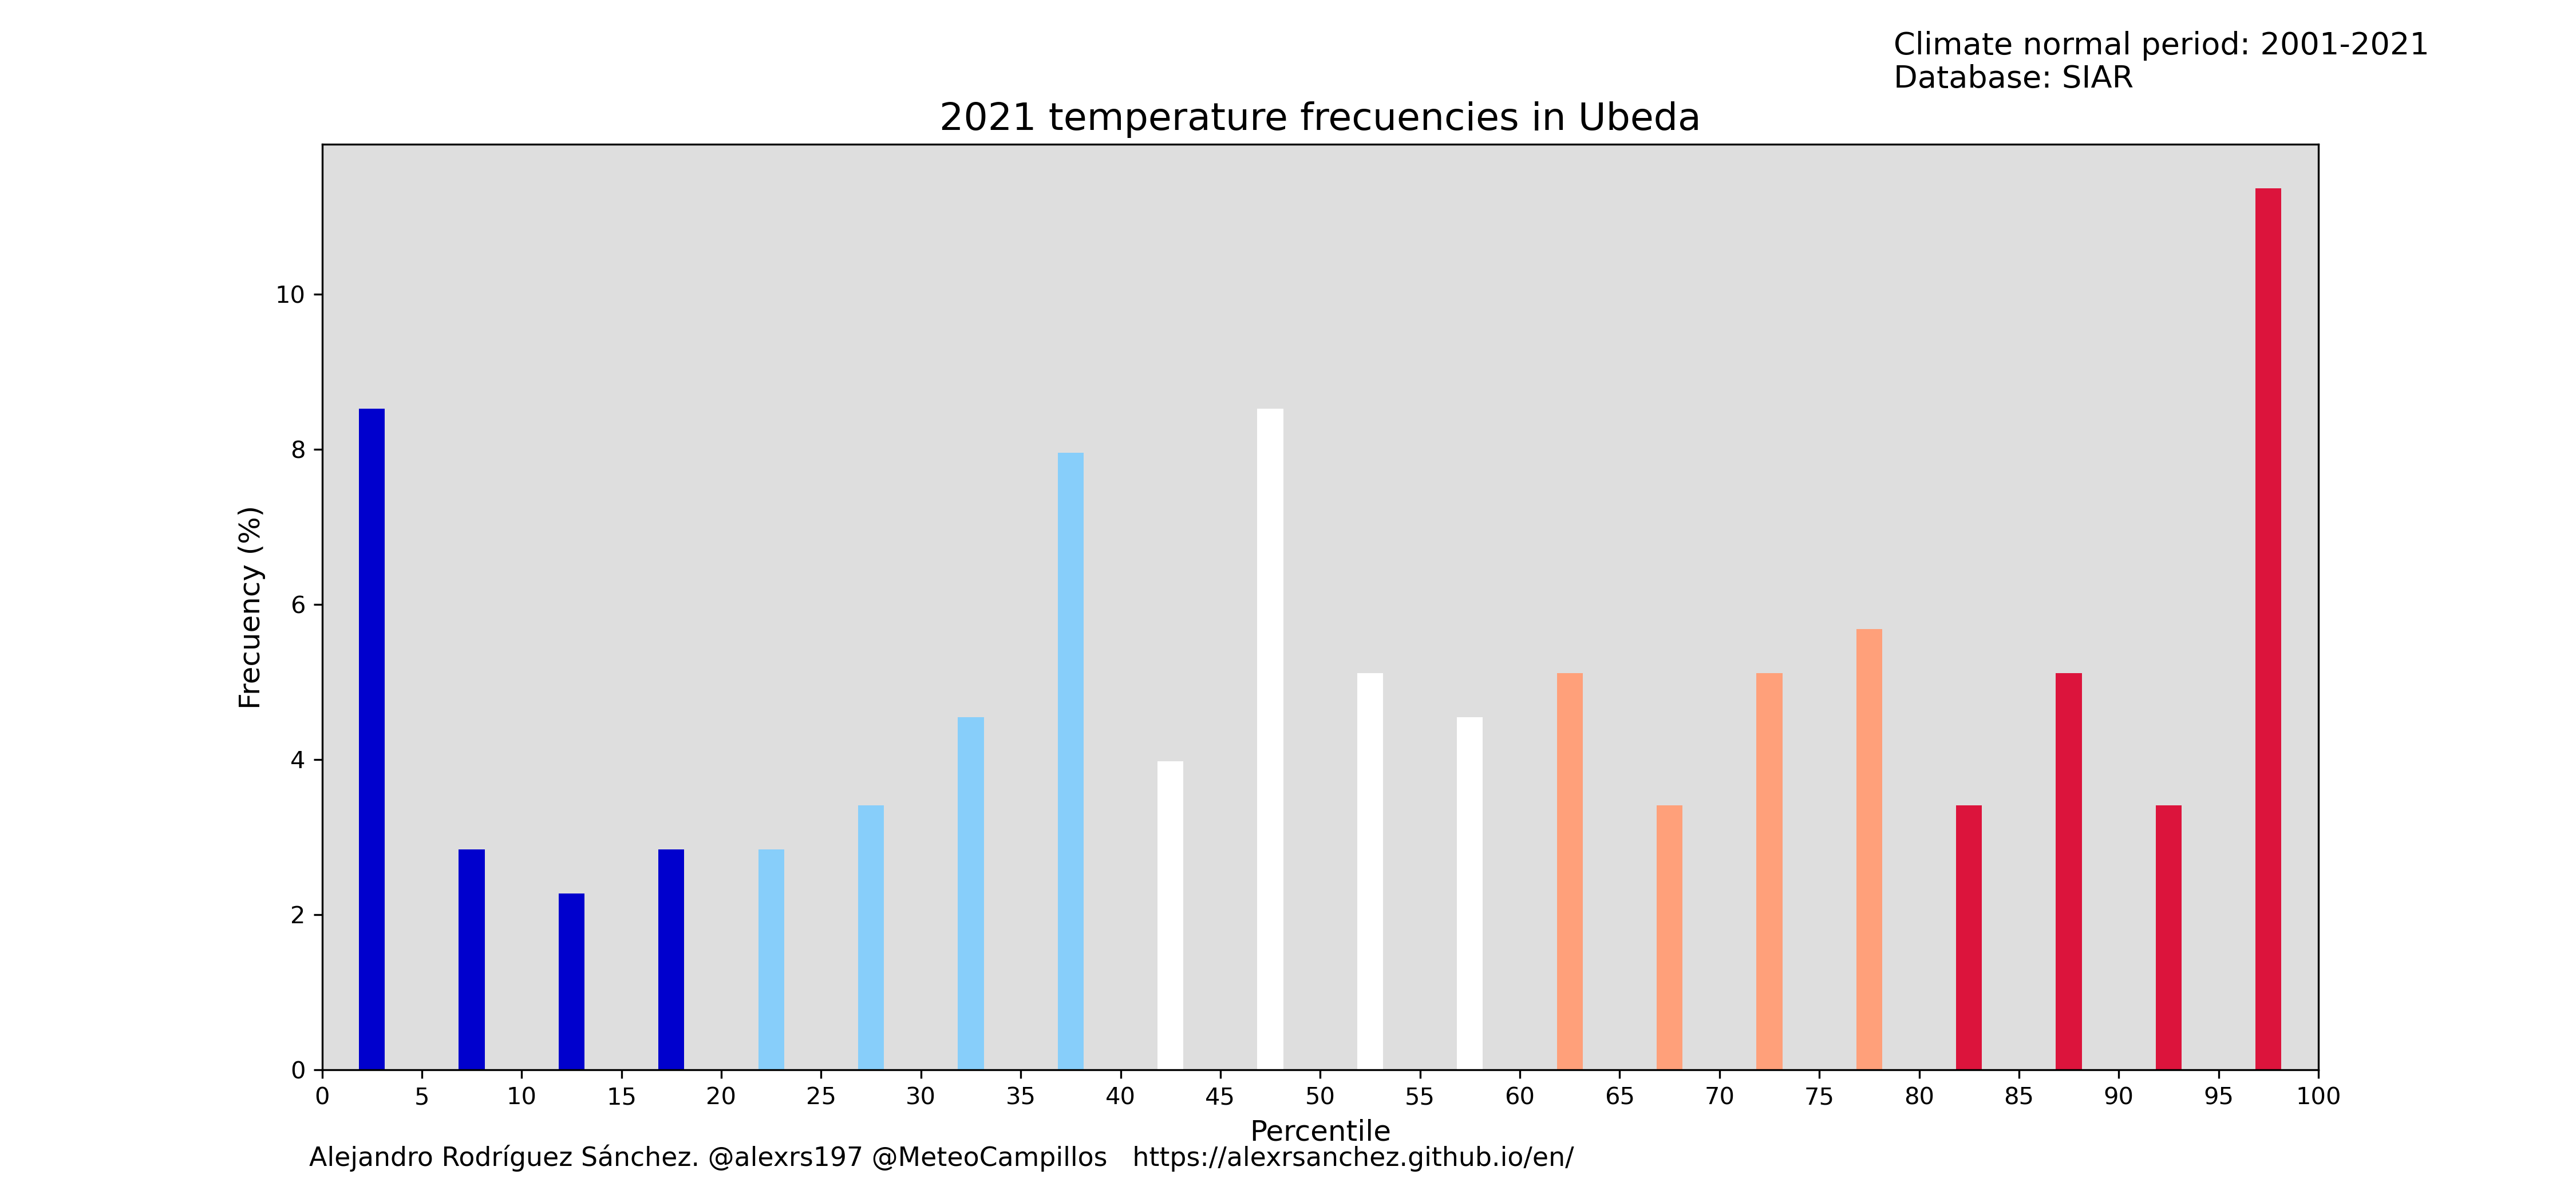 Climate normal period: 2001-2021
Database: SIAR
2021 temperature frecuencies in Ubeda
Frecuency (%)
10
8
6
4
2
0
0 5 10 15 20 25 30 35 40 45 50 55 60 65 70 75 80 85 90 95 100
Percentile
Alejandro Rodríguez Sánchez. @alexrs197 @MeteoCampillos https://alexrsanchez.github.io/en/